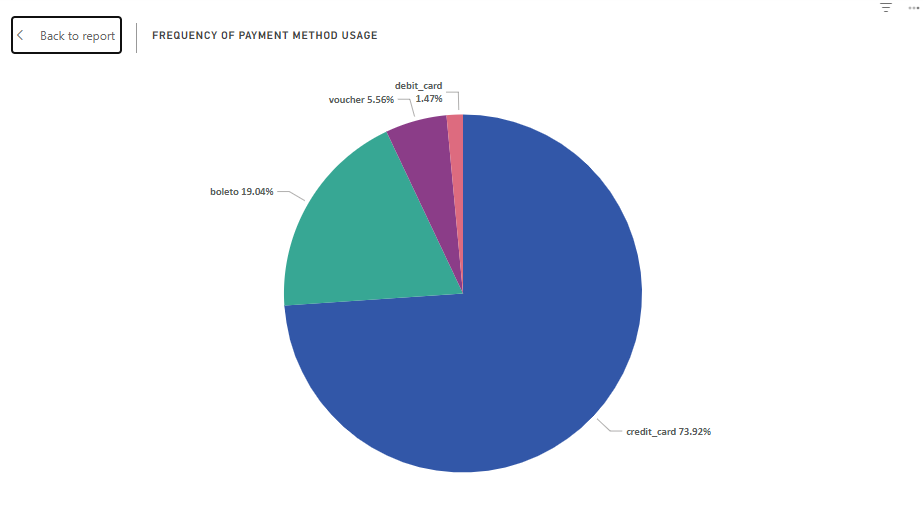 Back to report
FREQUENCY OF PAYMENT METHOD USAGE
debit_card
1.47%
voucher 5.56%
boleto 19.04%
credit_card 73.92%